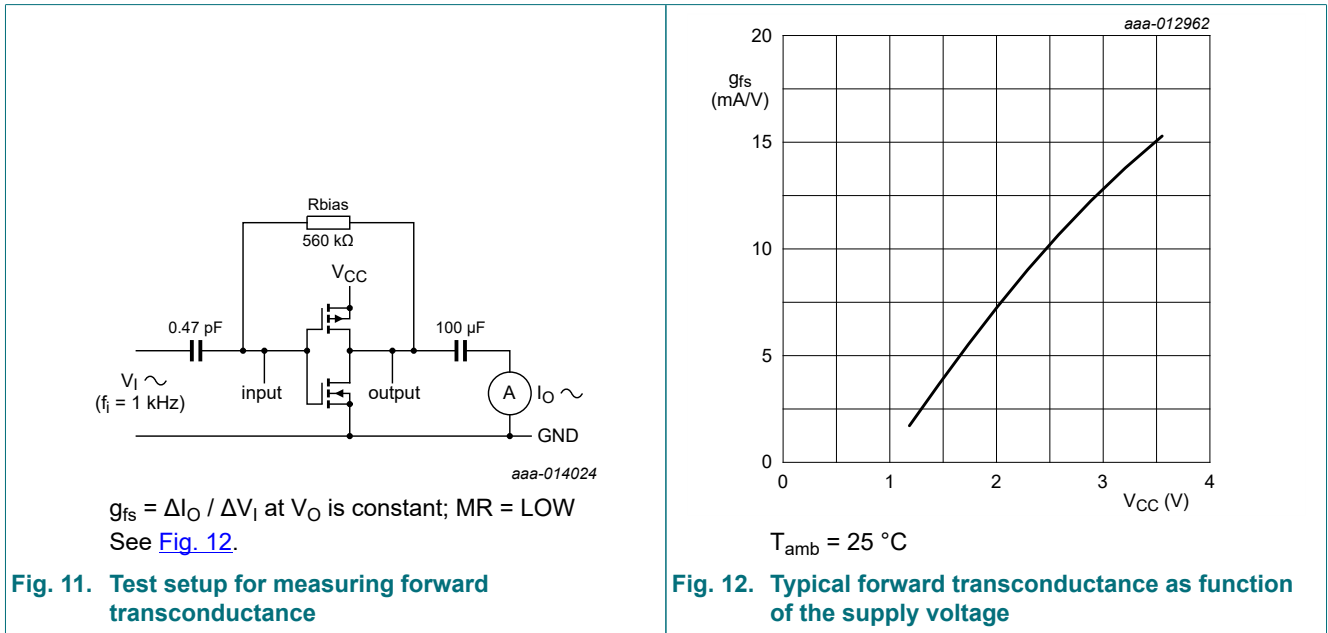 Rbias
560 kΩ
VCC
0.47 pF
100 µF
VI
(fi = 1 kHz)
input
output
A
IO
GND
aaa-014024
gfs = ΔIO / ΔVI at VO is constant; MR = LOW
See Fig. 12.
Fig. 11. Test setup for measuring forward
transconductance
aaa-012962
gfs
(mA/V)
20
15
10
5
0
0 1 2 3 4
VCC (V)
Tamb = 25 °C
Fig. 12. Typical forward transconductance as function
of the supply voltage